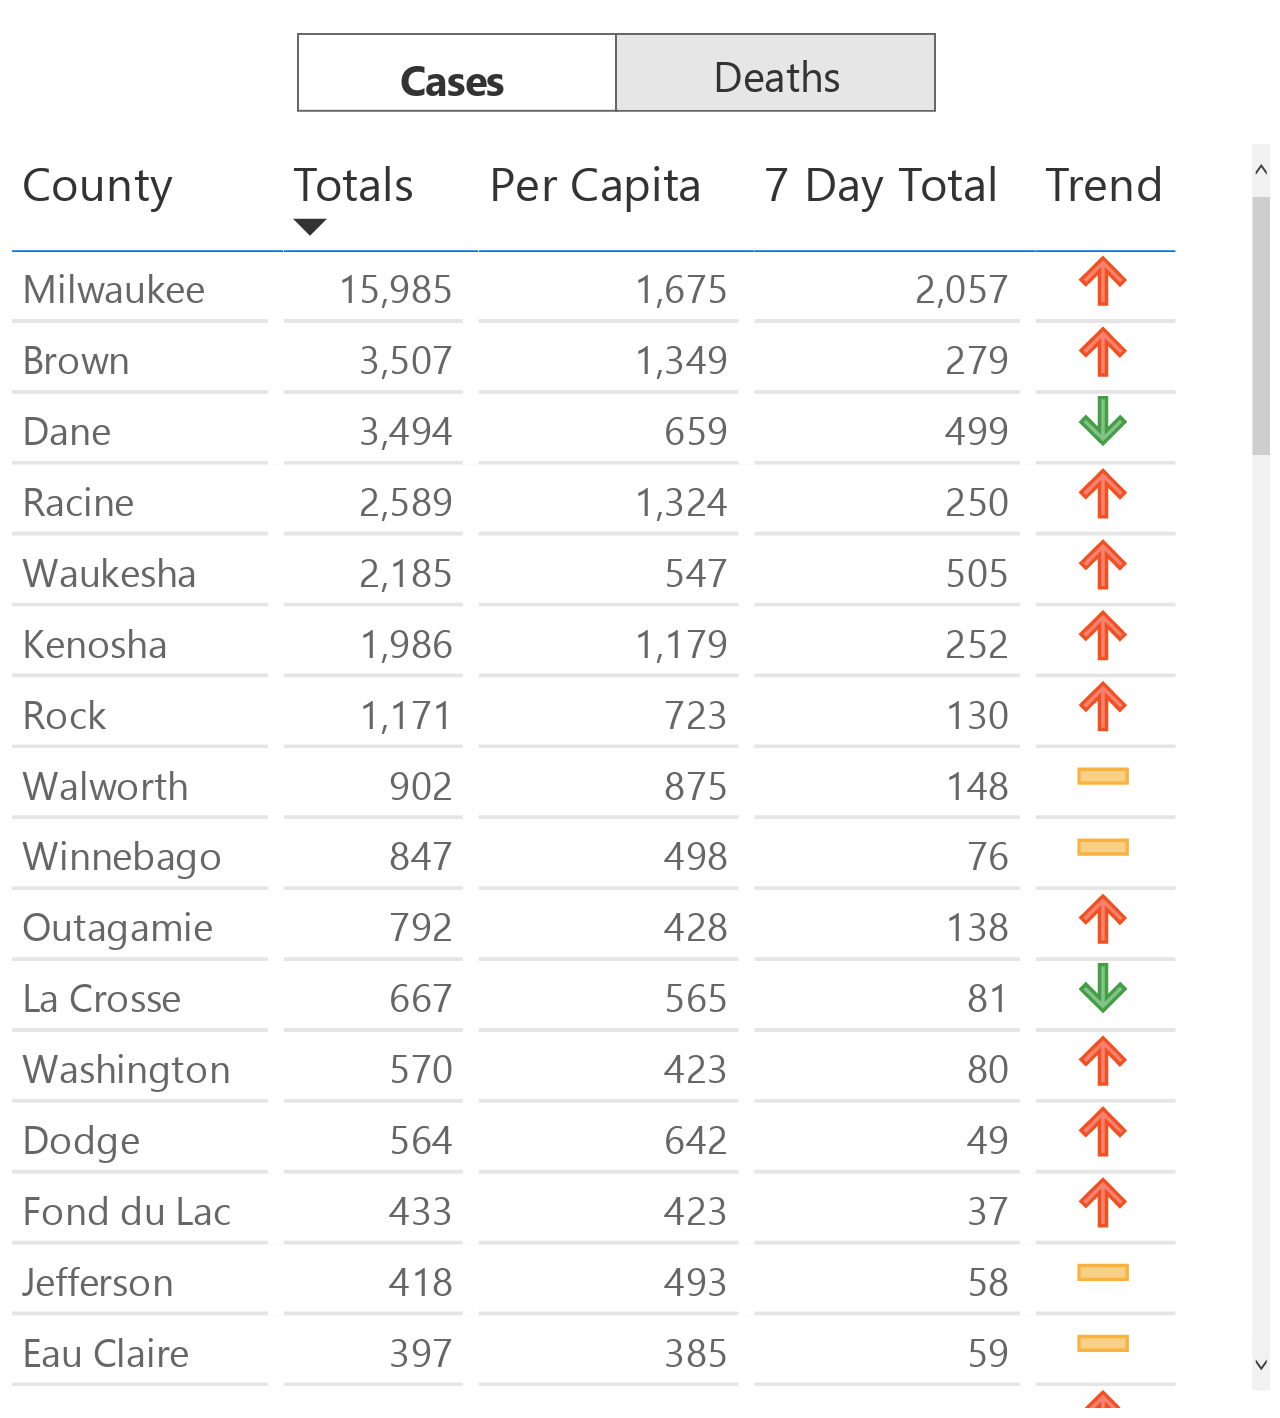 Cases Deaths
County Totals Per Capita 7 Day Total Trend
Milwaukee 15,985 1,675 2,057
Brown 3,507 1,349 279
Dane 3,494 659 499
Racine 2,589 1,324 250
Waukesha 2,185 547 505
Kenosha 1,986 1,179 252
Rock 1,171 723 130
Walworth 902 875 148
Winnebago 847 498 76
Outagamie 792 428 138
La Crosse 667 565 81
Washington 570 423 80
Dodge 564 642 49
Fond du Lac 433 423 37
Jefferson 418 493 58
Eau Claire 397 385 59